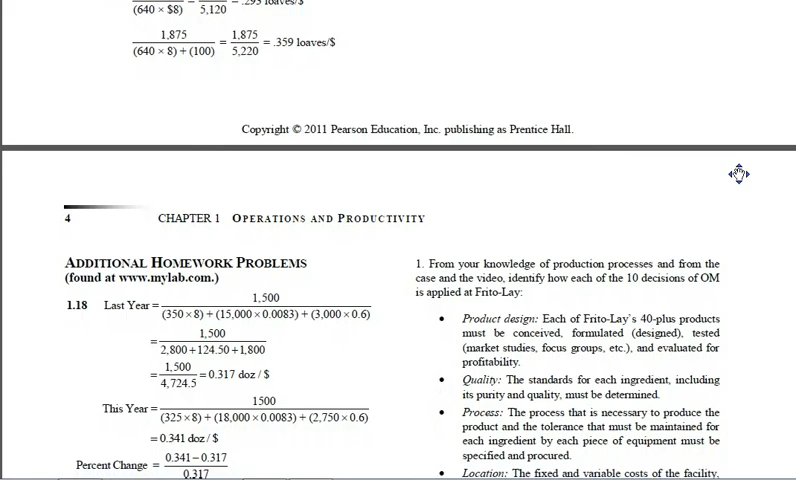 (640 × $8) 5,120 = .293 loaves/$
1,875 / (640 × 8) + (100) = 1,875 / 5,220 = .359 loaves/$
Copyright © 2011 Pearson Education, Inc. publishing as Prentice Hall.
4 CHAPTER 1 OPERATIONS AND PRODUCTIVITY
ADDITIONAL HOMEWORK PROBLEMS
(found at www.mylab.com.)
1.18 Last Year = 1,500 / (350 × 8) + (15,000 × 0.0083) + (3,000 × 0.6)
= 1,500 / 2,800 + 124.50 + 1,800
= 1,500 / 4,724.5 = 0.317 doz / $
This Year = 1500 / (325 × 8) + (18,000 × 0.0083) + (2,750 × 0.6)
= 0.341 doz / $
Percent Change = 0.341 − 0.317 / 0.317
1. From your knowledge of production processes and from the
case and the video, identify how each of the 10 decisions of OM
is applied at Frito-Lay:
• Product design: Each of Frito-Lay's 40-plus products
must be conceived, formulated (designed), tested
(market studies, focus groups, etc.), and evaluated for
profitability.
• Quality: The standards for each ingredient, including
its purity and quality, must be determined.
• Process: The process that is necessary to produce the
product and the tolerance that must be maintained for
each ingredient by each piece of equipment must be
specified and procured.
• Location: The fixed and variable costs of the facility,